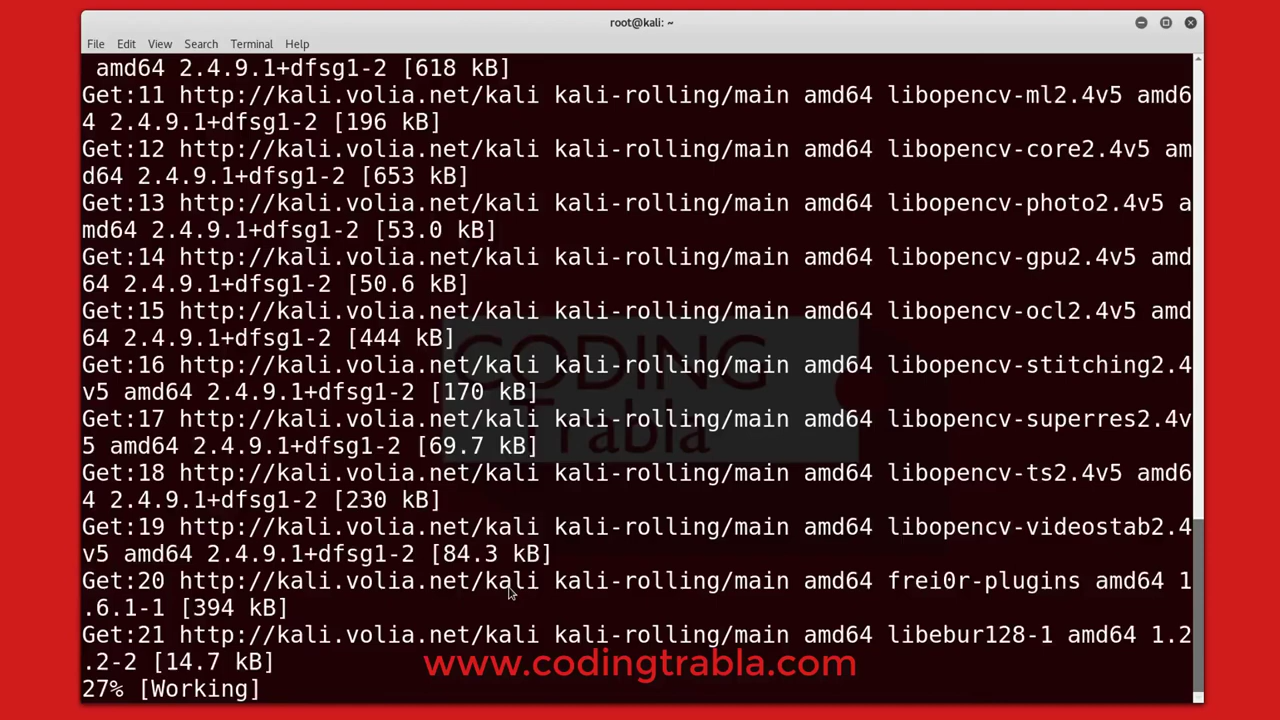 root@kali: ~
File Edit View Search Terminal Help
 amd64 2.4.9.1+dfsg1-2 [618 kB]
Get:11 http://kali.volia.net/kali kali-rolling/main amd64 libopencv-ml2.4v5 amd6
4 2.4.9.1+dfsg1-2 [196 kB]
Get:12 http://kali.volia.net/kali kali-rolling/main amd64 libopencv-core2.4v5 am
d64 2.4.9.1+dfsg1-2 [653 kB]
Get:13 http://kali.volia.net/kali kali-rolling/main amd64 libopencv-photo2.4v5 a
md64 2.4.9.1+dfsg1-2 [53.0 kB]
Get:14 http://kali.volia.net/kali kali-rolling/main amd64 libopencv-gpu2.4v5 amd
64 2.4.9.1+dfsg1-2 [50.6 kB]
Get:15 http://kali.volia.net/kali kali-rolling/main amd64 libopencv-ocl2.4v5 amd
64 2.4.9.1+dfsg1-2 [444 kB]
CODING
Get:16 http://kali.volia.net/kali kali-rolling/main amd64 libopencv-stitching2.4
v5 amd64 2.4.9.1+dfsg1-2 [170 kB]
Trabla
Get:17 http://kali.volia.net/kali kali-rolling/main amd64 libopencv-superres2.4v
5 amd64 2.4.9.1+dfsg1-2 [69.7 kB]
Get:18 http://kali.volia.net/kali kali-rolling/main amd64 libopencv-ts2.4v5 amd6
4 2.4.9.1+dfsg1-2 [230 kB]
Get:19 http://kali.volia.net/kali kali-rolling/main amd64 libopencv-videostab2.4
v5 amd64 2.4.9.1+dfsg1-2 [84.3 kB]
Get:20 http://kali.volia.net/kali kali-rolling/main amd64 frei0r-plugins amd64 1
.6.1-1 [394 kB]
Get:21 http://kali.volia.net/kali kali-rolling/main amd64 libebur128-1 amd64 1.2
.2-2 [14.7 kB]
www.codingtrabla.com
27% [Working]